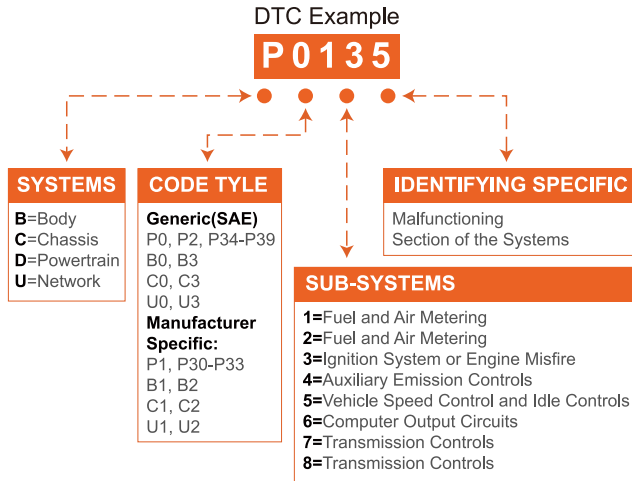 DTC Example
P0135
SYSTEMS
B=Body
C=Chassis
D=Powertrain
U=Network
CODE TYLE
Generic(SAE)
P0, P2, P34-P39
B0, B3
C0, C3
U0, U3
Manufacturer
Specific:
P1, P30-P33
B1, B2
C1, C2
U1, U2
IDENTIFYING SPECIFIC
Malfunctioning
Section of the Systems
SUB-SYSTEMS
1=Fuel and Air Metering
2=Fuel and Air Metering
3=Ignition System or Engine Misfire
4=Auxiliary Emission Controls
5=Vehicle Speed Control and Idle Controls
6=Computer Output Circuits
7=Transmission Controls
8=Transmission Controls